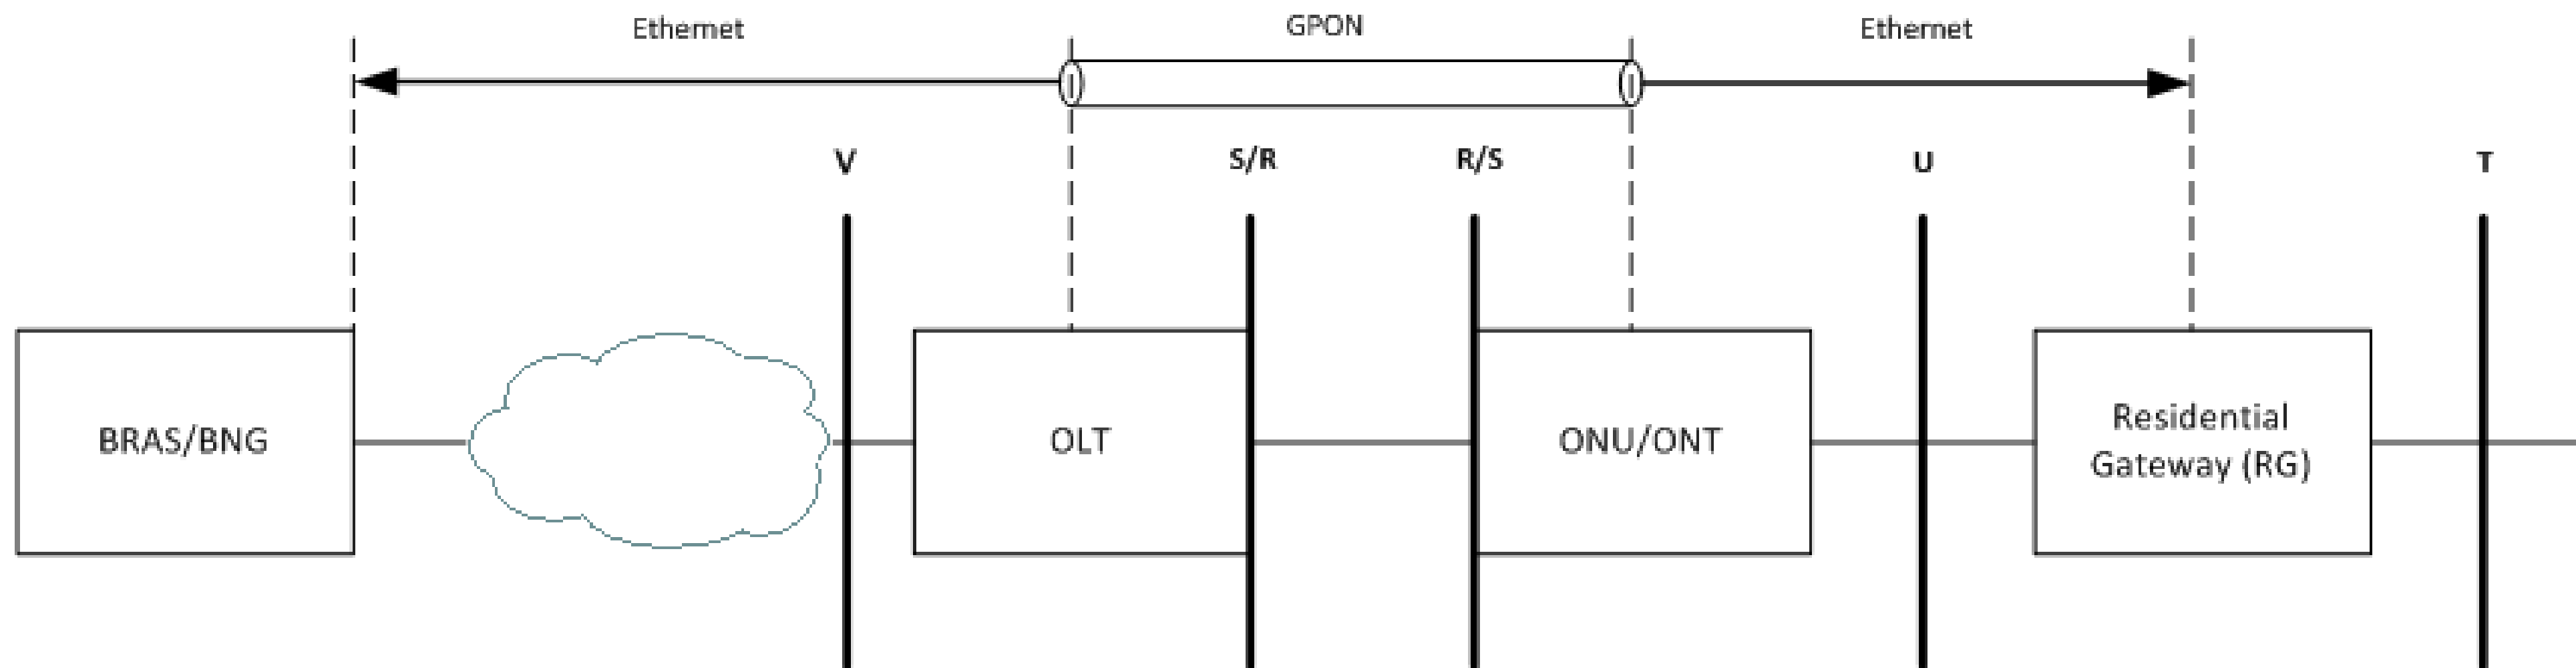 Ethernet
GPON
Ethernet
V
S/R
R/S
U
T
BRAS/BNG
OLT
ONU/ONT
Residential
Gateway (RG)